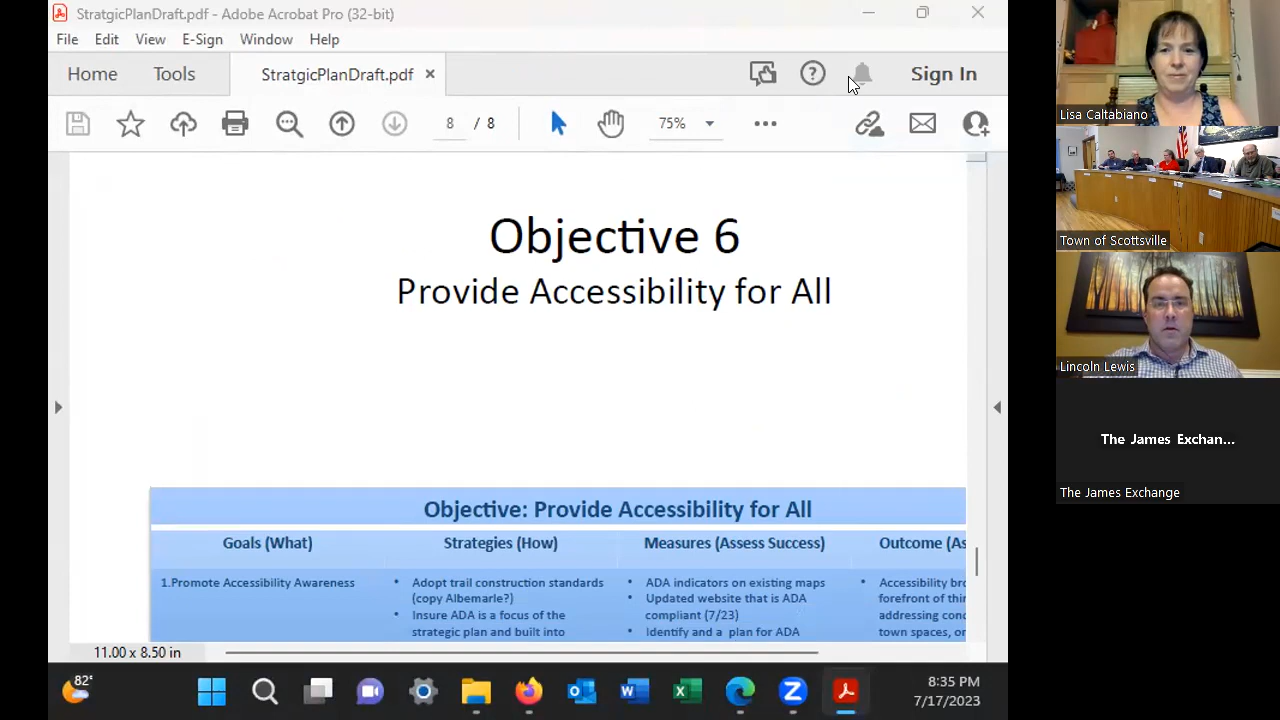 StratgicPlanDraft.pdf - Adobe Acrobat Pro (32-bit)
File Edit View E-Sign Window Help
Home Tools StratgicPlanDraft.pdf × Sign In
8 / 8 75%
Objective 6
Provide Accessibility for All
Objective: Provide Accessibility for All
Goals (What) Strategies (How) Measures (Assess Success) Outcome (As
1.Promote Accessibility Awareness
• Adopt trail construction standards
(copy Albemarle?)
• Insure ADA is a focus of the
strategic plan and built into
• ADA indicators on existing maps
• Updated website that is ADA
compliant (7/23)
• Identify and a plan for ADA
• Accessibility bro
forefront of thin
addressing conc
town spaces, or
11.00 x 8.50 in
82°
8:35 PM
7/17/2023
Lisa Caltabiano
Town of Scottsville
Lincoln Lewis
The James Exchan...
The James Exchange